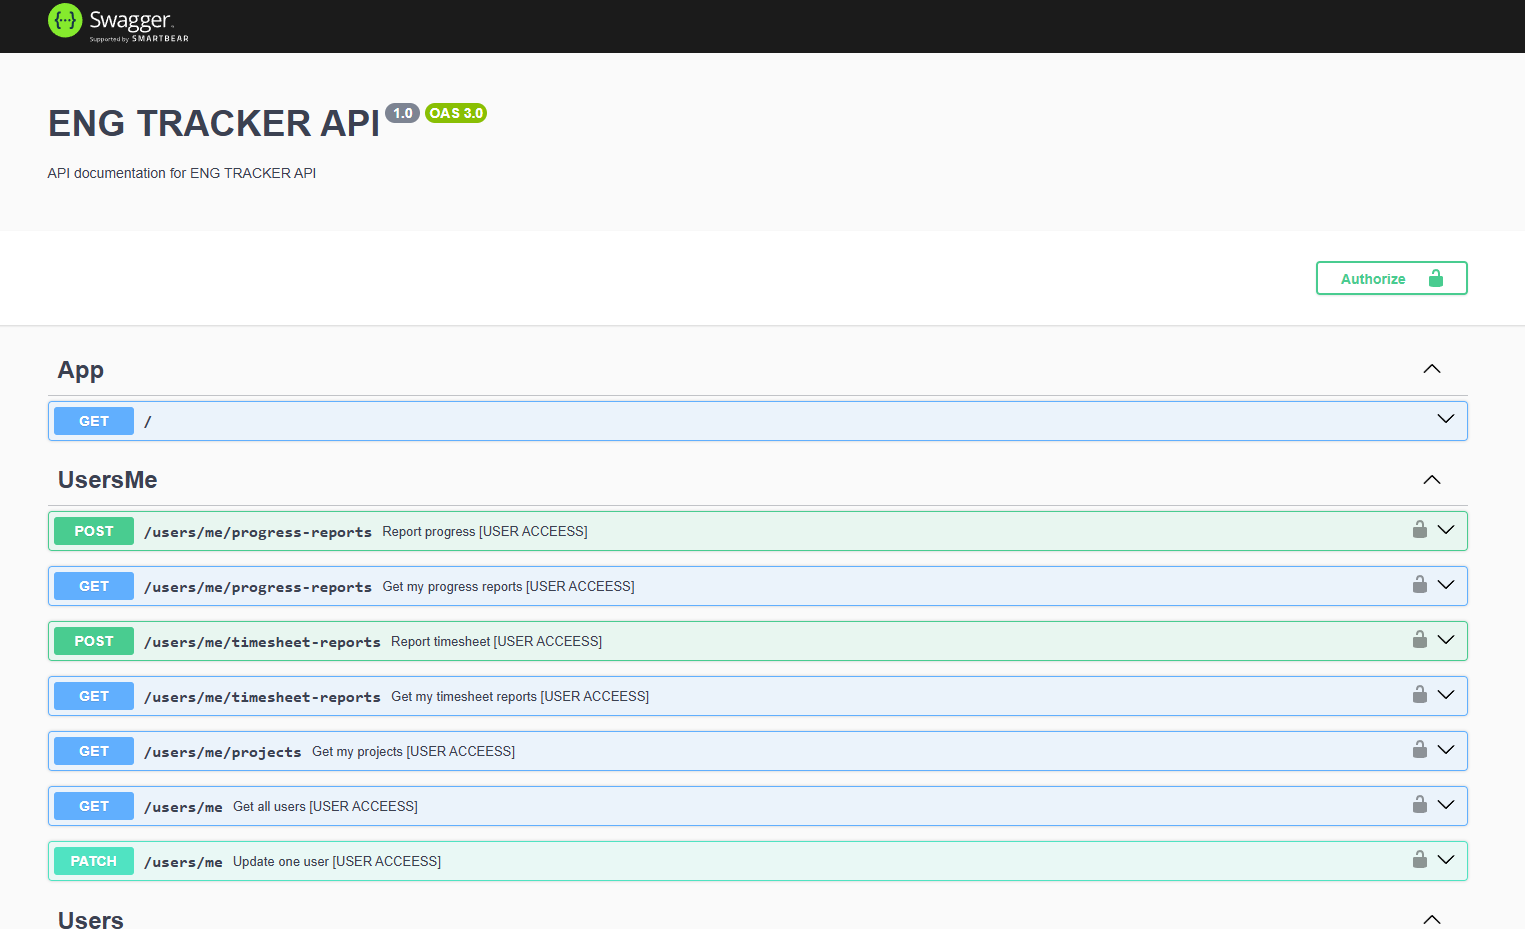 Swagger.
Supported by SMARTBEAR
ENG TRACKER API 1.0 OAS 3.0
API documentation for ENG TRACKER API
Authorize
App
GET /
UsersMe
POST /users/me/progress-reports Report progress [USER ACCEESS]
GET /users/me/progress-reports Get my progress reports [USER ACCEESS]
POST /users/me/timesheet-reports Report timesheet [USER ACCEESS]
GET /users/me/timesheet-reports Get my timesheet reports [USER ACCEESS]
GET /users/me/projects Get my projects [USER ACCEESS]
GET /users/me Get all users [USER ACCEESS]
PATCH /users/me Update one user [USER ACCEESS]
Users